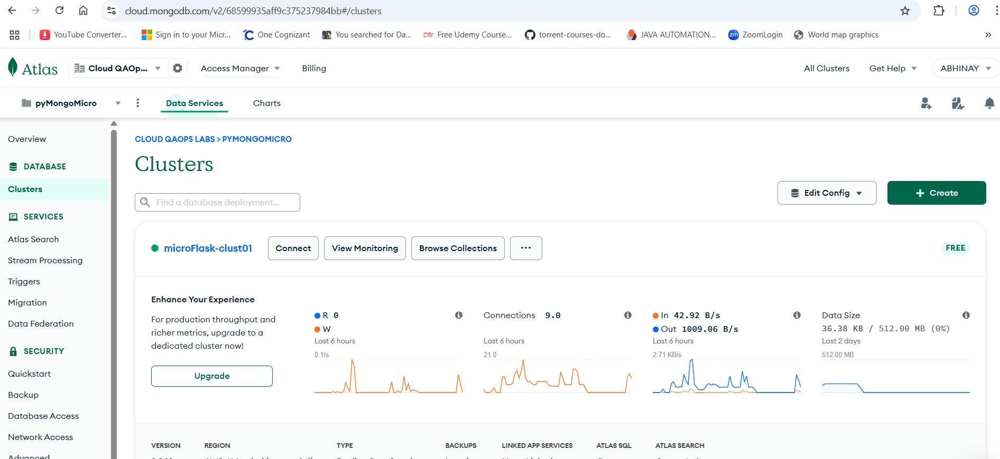 cloud.mongodb.com/v2/68599935aff9c375237984bb#/clusters
YouTube Converter... Sign in to your Micr... One Cognizant You searched for Da... DU Free Udemy Course... torrent-courses-do... JAVA AUTOMATION... zm ZoomLogin World map graphics
Atlas Cloud QAOp... Access Manager Billing All Clusters Get Help ABHINAY
pyMongoMicro Data Services Charts
Overview
DATABASE
Clusters
SERVICES
Atlas Search
Stream Processing
Triggers
Migration
Data Federation
SECURITY
Quickstart
Backup
Database Access
Network Access
Advanced
CLOUD QAOPS LABS > PYMONGOMICRO
Clusters
Find a database deployment...
Edit Config
+ Create
microFlask-clust01 Connect View Monitoring Browse Collections ... FREE
Enhance Your Experience
For production throughput and
richer metrics, upgrade to a
dedicated cluster now!
Upgrade
R 0
W
Last 6 hours
0.1/s
Connections 9.0
Last 6 hours
21.0
In 42.92 B/s
Out 1009.06 B/s
Last 6 hours
2.71 KB/s
Data Size
36.38 KB / 512.00 MB (0%)
Last 2 days
512.00 MB
VERSION REGION TYPE BACKUPS LINKED APP SERVICES ATLAS SQL ATLAS SEARCH